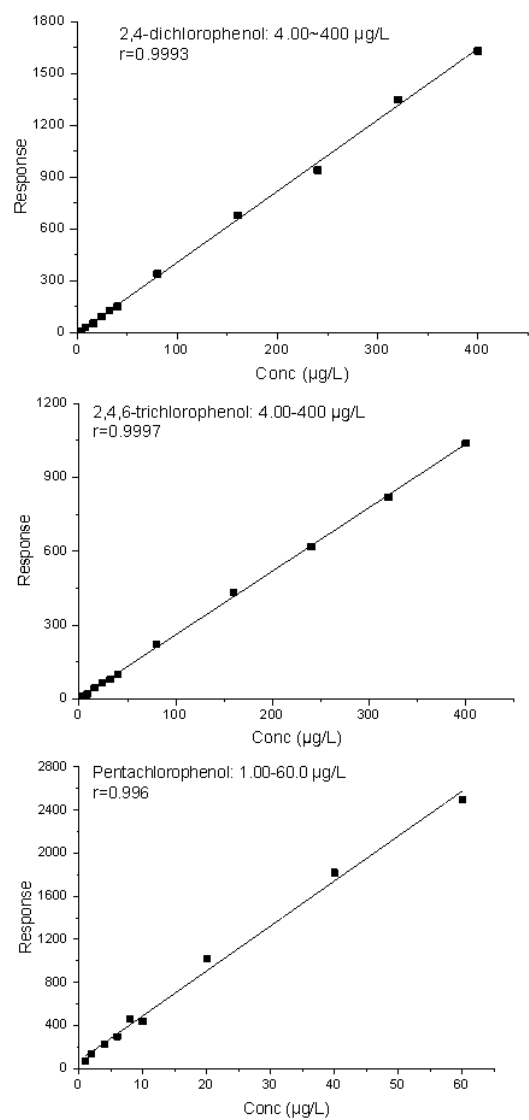 2,4-dichlorophenol: 4.00~400 µg/L
r=0.9993
1800
1500
1200
900
600
300
0
Response
0 100 200 300 400
Conc (µg/L)
2,4,6-trichlorophenol: 4.00-400 µg/L
r=0.9997
1200
900
600
300
0
Response
0 100 200 300 400
Conc (µg/L)
Pentachlorophenol: 1.00-60.0 µg/L
r=0.996
2800
2400
2000
1600
1200
800
400
0
Response
0 10 20 30 40 50 60
Conc (µg/L)